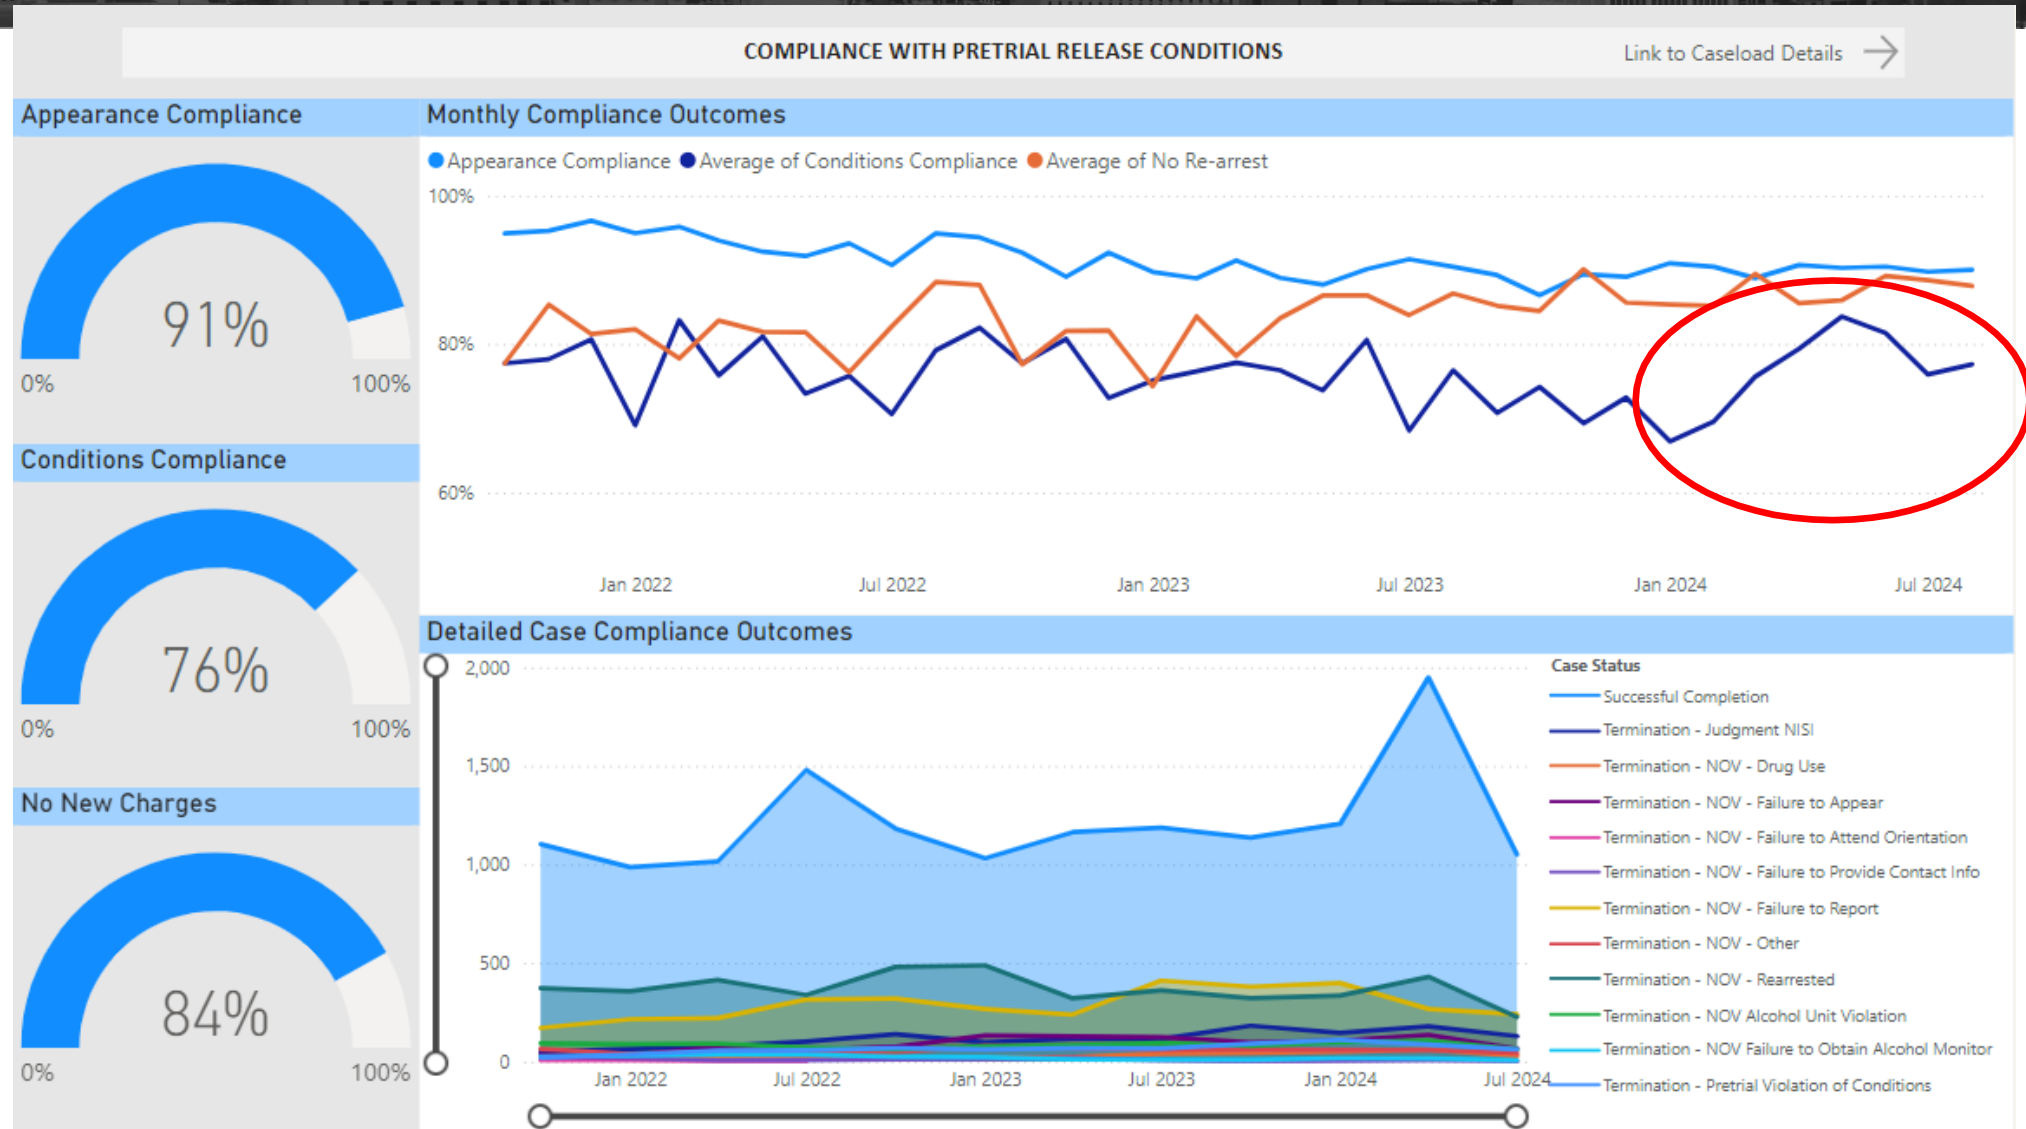 COMPLIANCE WITH PRETRIAL RELEASE CONDITIONS
Link to Caseload Details
Appearance Compliance
91%
0%
100%
Conditions Compliance
76%
0%
100%
No New Charges
84%
0%
100%
Monthly Compliance Outcomes
Appearance Compliance Average of Conditions Compliance Average of No Re-arrest
100%
80%
60%
Jan 2022 Jul 2022 Jan 2023 Jul 2023 Jan 2024 Jul 2024
Detailed Case Compliance Outcomes
2,000
1,500
1,000
500
0
Jan 2022 Jul 2022 Jan 2023 Jul 2023 Jan 2024 Jul 2024
Case Status
Successful Completion
Termination - Judgment NISI
Termination - NOV - Drug Use
Termination - NOV - Failure to Appear
Termination - NOV - Failure to Attend Orientation
Termination - NOV - Failure to Provide Contact Info
Termination - NOV - Failure to Report
Termination - NOV - Other
Termination - NOV - Rearrested
Termination - NOV Alcohol Unit Violation
Termination - NOV Failure to Obtain Alcohol Monitor
Termination - Pretrial Violation of Conditions